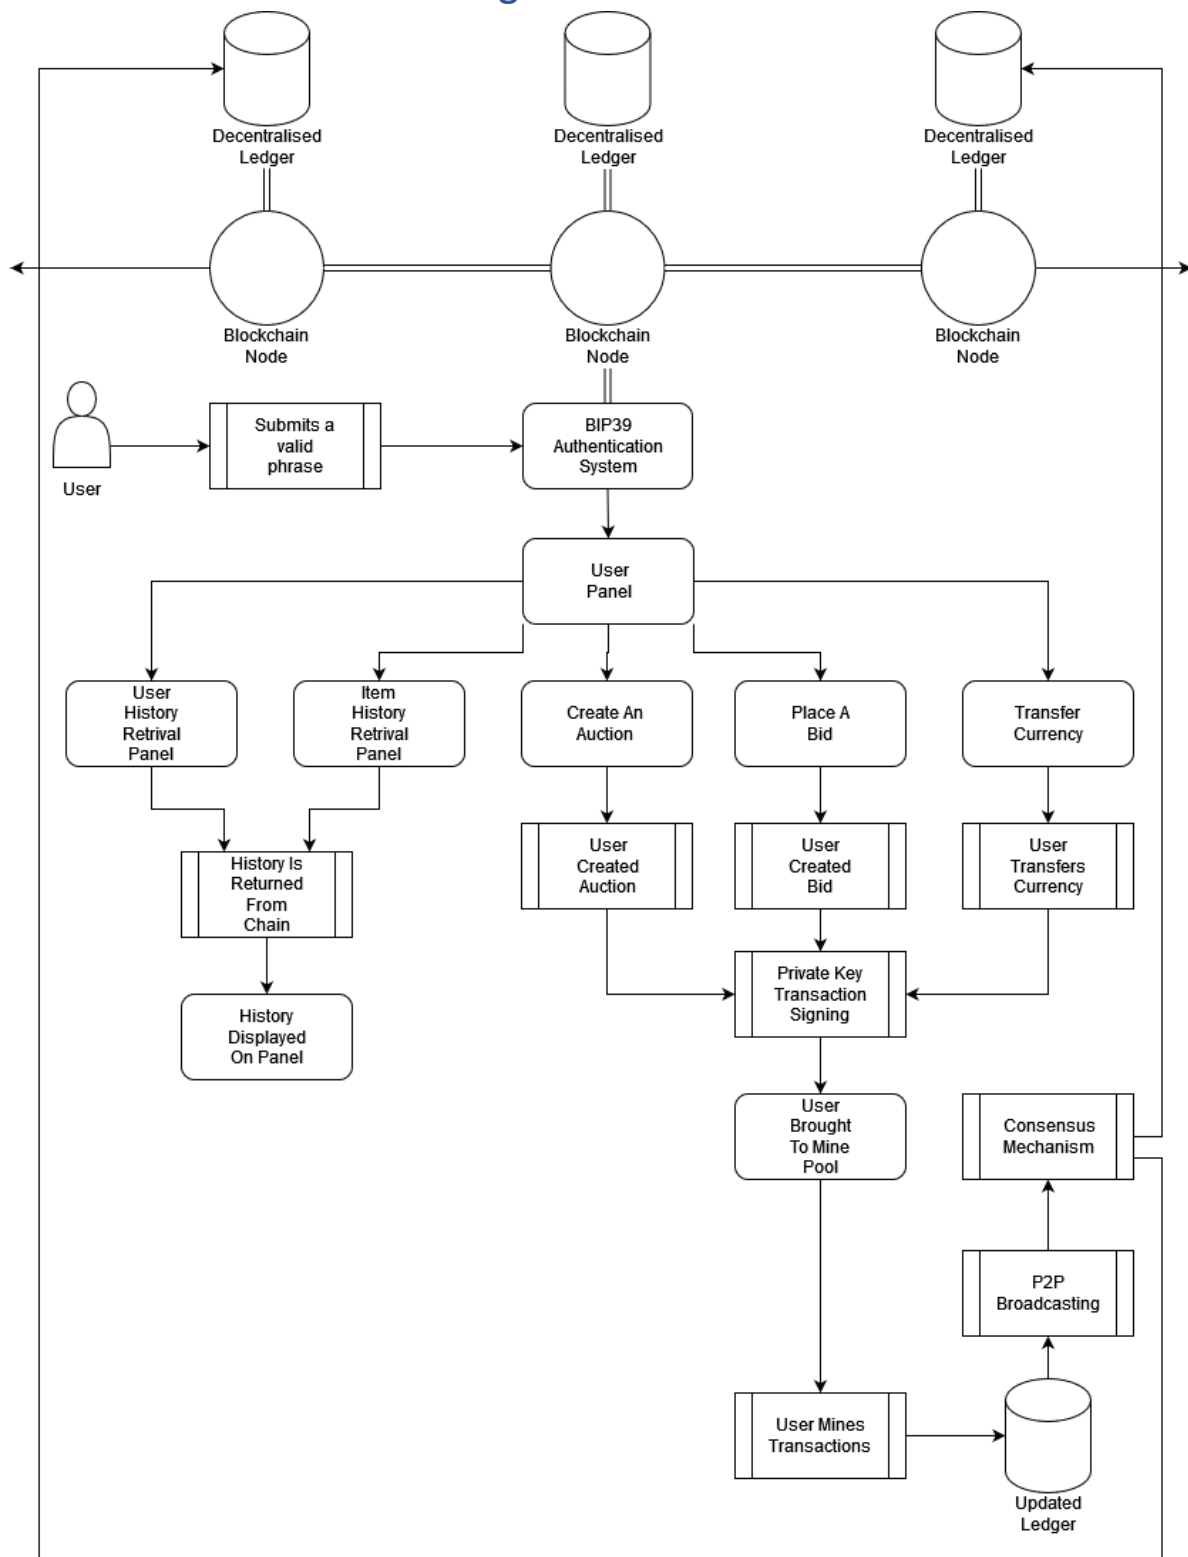 Decentralised
Ledger
Decentralised
Ledger
Decentralised
Ledger
Blockchain
Node
Blockchain
Node
Blockchain
Node
User
Submits a
valid
phrase
BIP39
Authentication
System
User
Panel
User
History
Retrival
Panel
Item
History
Retrival
Panel
Create An
Auction
Place A
Bid
Transfer
Currency
User
Created
Auction
User
Created
Bid
User
Transfers
Currency
History Is
Returned
From
Chain
Private Key
Transaction
Signing
History
Displayed
On Panel
User
Brought
To Mine
Pool
Consensus
Mechanism
P2P
Broadcasting
User Mines
Transactions
Updated
Ledger